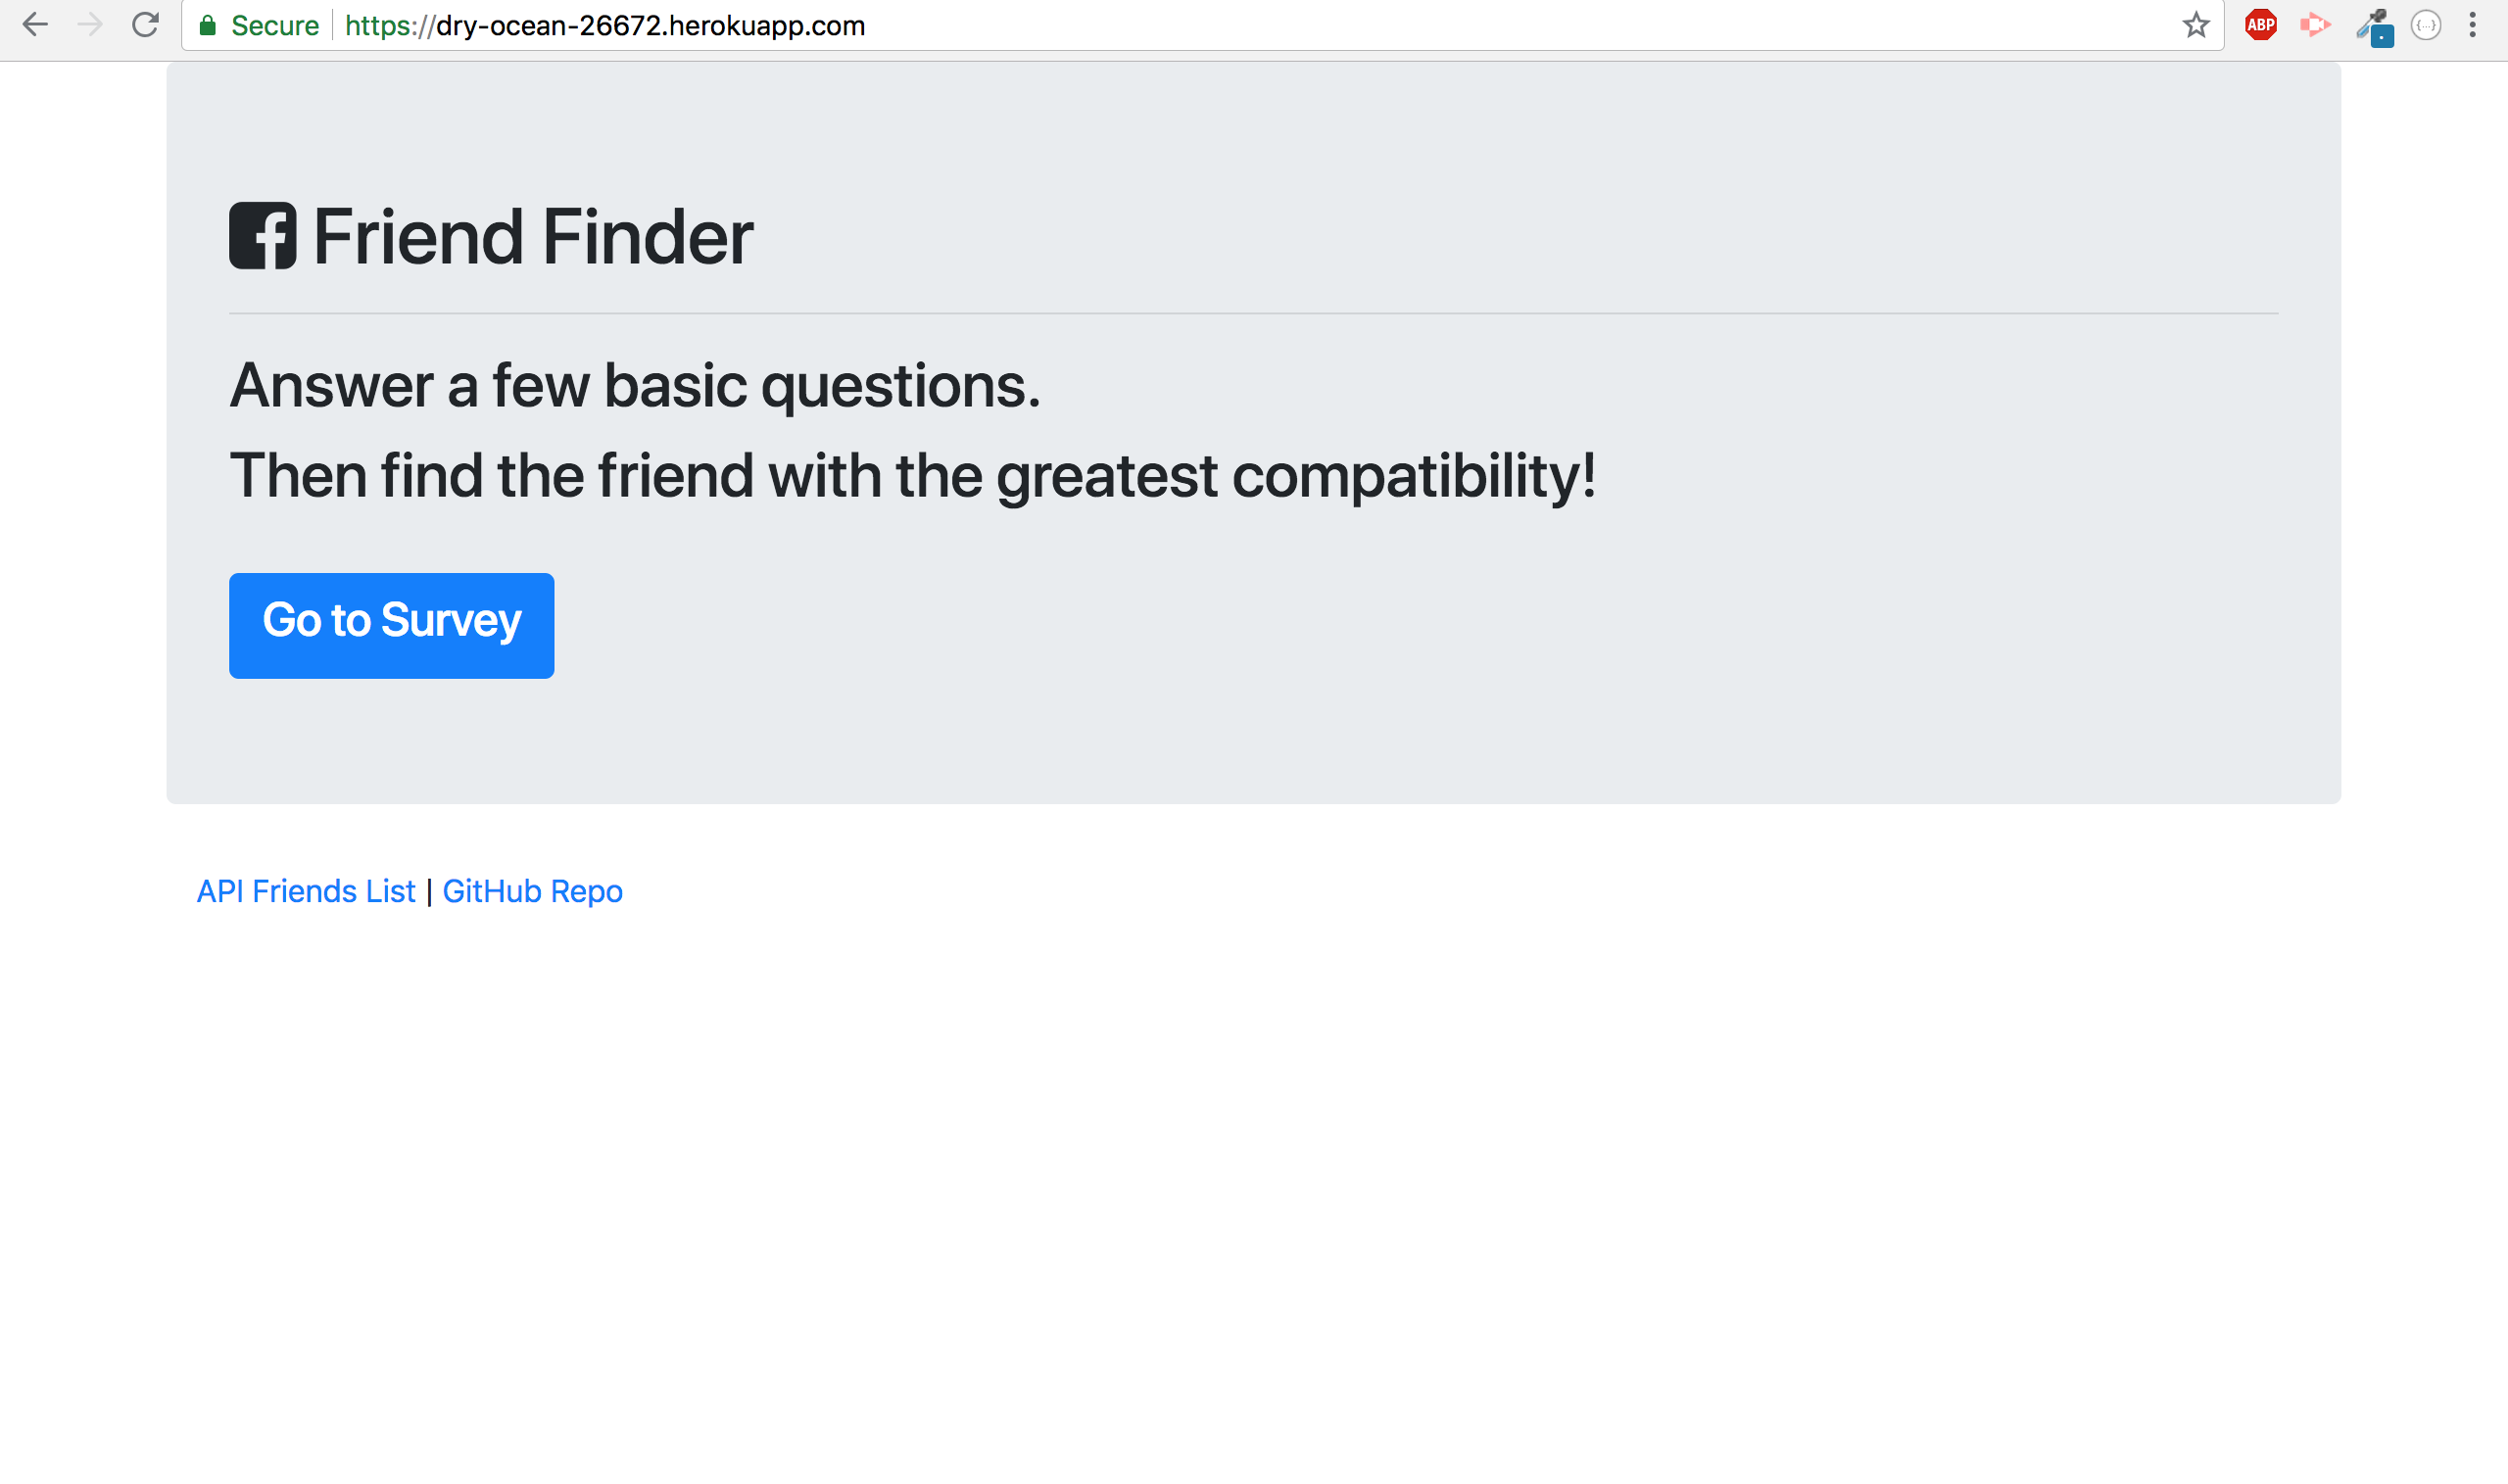 Secure https://dry-ocean-26672.herokuapp.com ABP
Friend Finder
Answer a few basic questions.
Then find the friend with the greatest compatibility!
Go to Survey
API Friends List | GitHub Repo